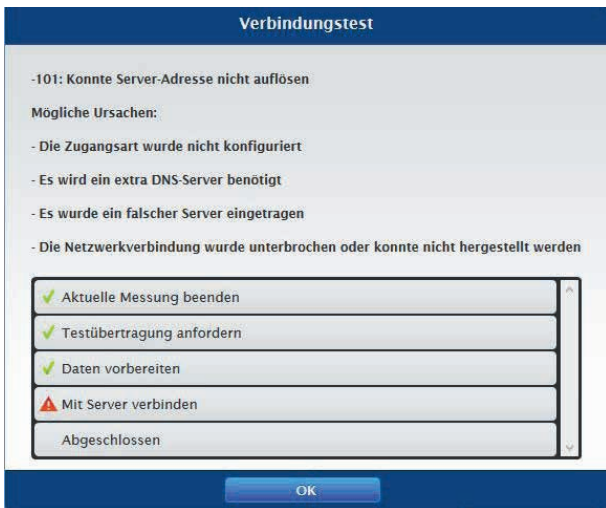 Verbindungstest
-101: Konnte Server-Adresse nicht auflösen
Mögliche Ursachen:
- Die Zugangsart wurde nicht konfiguriert
- Es wird ein extra DNS-Server benötigt
- Es wurde ein falscher Server eingetragen
- Die Netzwerkverbindung wurde unterbrochen oder konnte nicht hergestellt werden
Aktuelle Messung beenden
Testübertragung anfordern
Daten vorbereiten
Mit Server verbinden
Abgeschlossen
OK